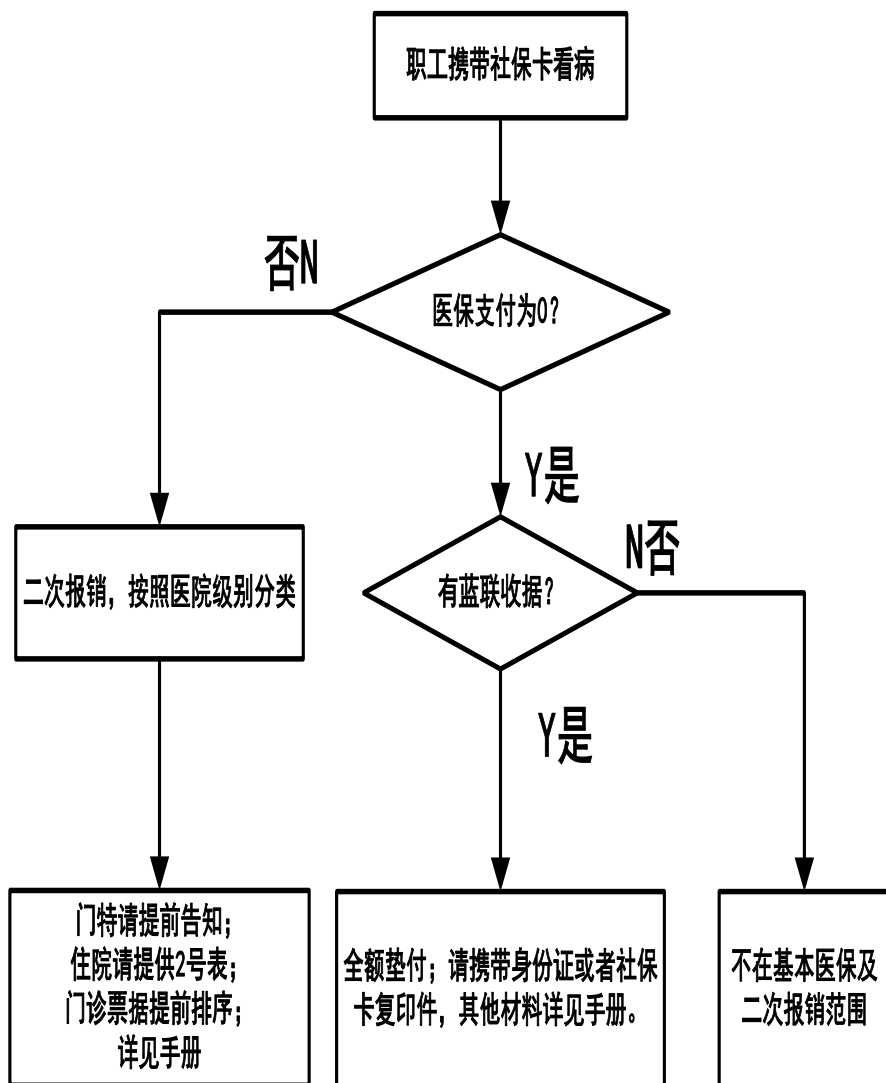 职工携带社保卡看病
否N
医保支付为0？
Y是
N否
二次报销，按照医院级别分类
有蓝联收据？
Y是
门特请提前告知；
住院请提供2号表；
门诊票据提前排序；
详见手册
全额垫付；请携带身份证或者社保
卡复印件，其他材料详见手册。
不在基本医保及
二次报销范围